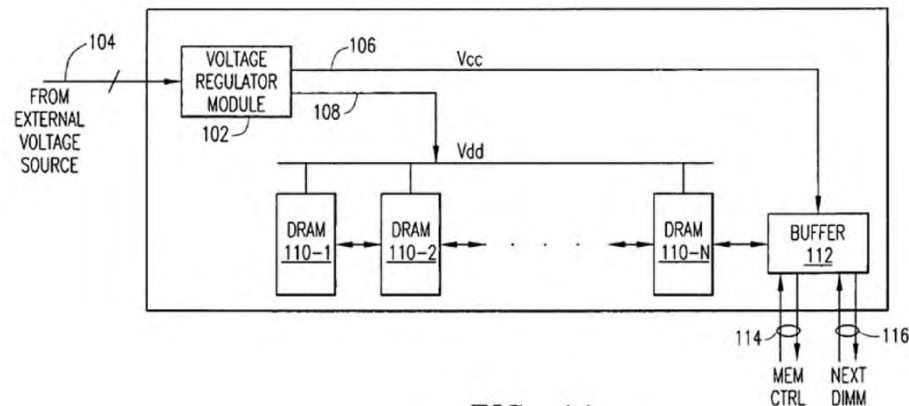 104
FROM
EXTERNAL
VOLTAGE
SOURCE
VOLTAGE
REGULATOR
MODULE
102
106
Vcc
108
Vdd
DRAM
110-1
DRAM
110-2
. . . .
DRAM
110-N
BUFFER
112
114
116
MEM
CTRL
NEXT
DIMM